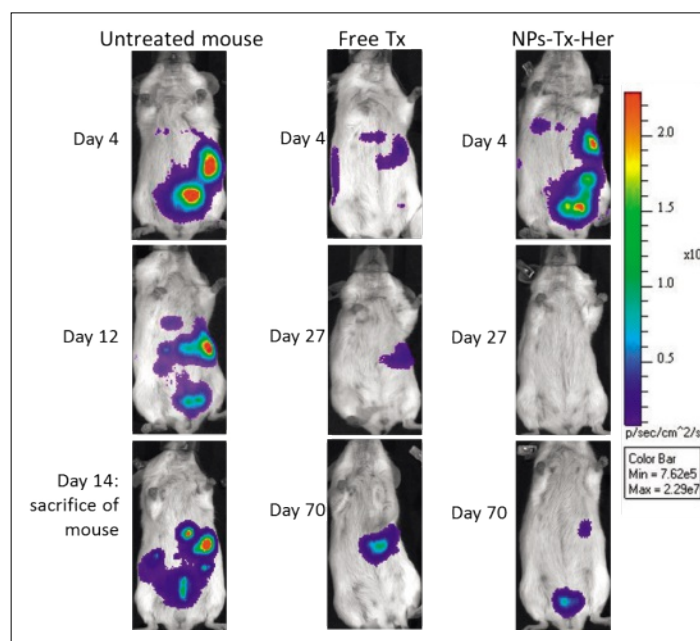 Untreated mouse
Free Tx
NPs-Tx-Her
Day 4
Day 4
Day 4
Day 12
Day 27
Day 27
Day 14:
sacrifice of
mouse
Day 70
Day 70
2.0
1.5
x10
1.0
0.5
p/sec/cm^2/s
Color Bar
Min = 7.62e5
Max = 2.29e7